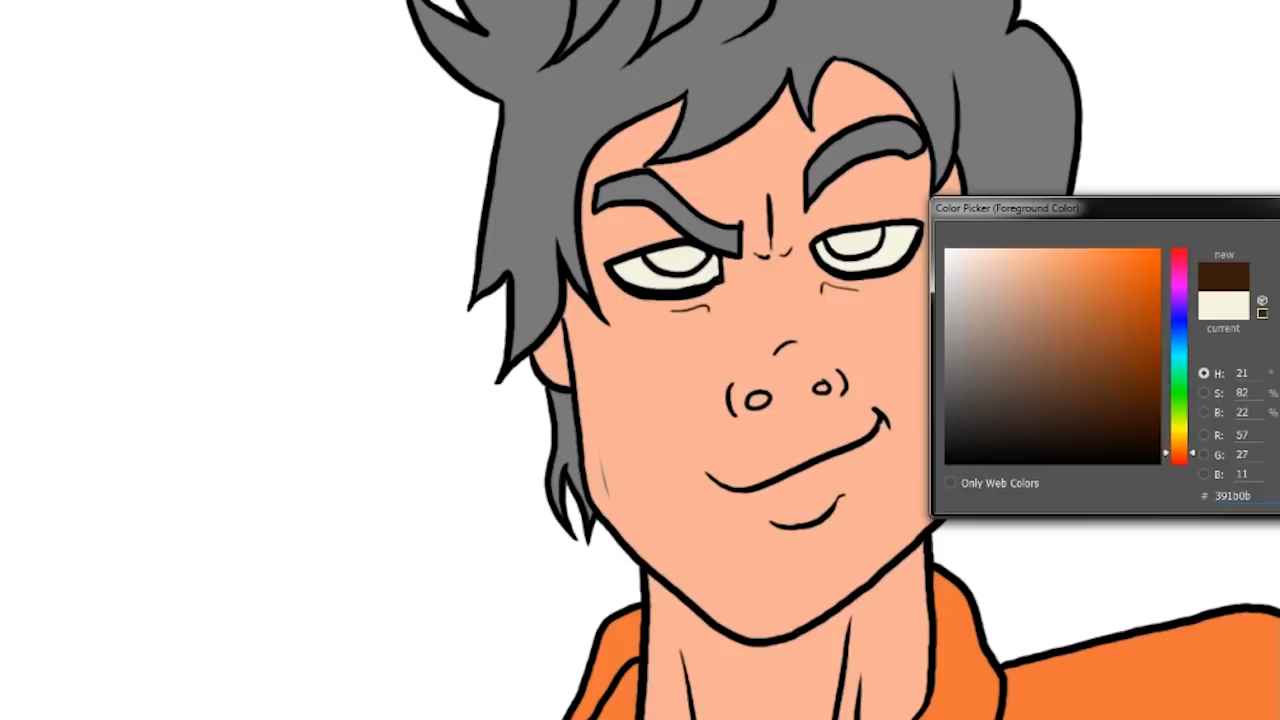 Color Picker (Foreground Color)
new
current
H: 21 °
S: 82 %
B: 22 %
R: 57
G: 27
B: 11
Only Web Colors
# 391b0b